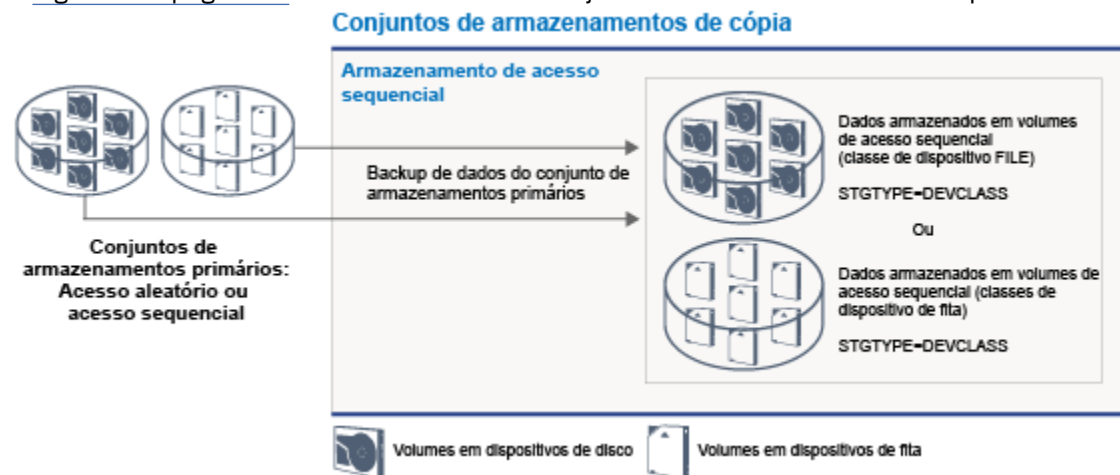 Conjuntos de armazenamentos de cópia
Armazenamento de acesso
sequencial
Backup de dados do conjunto de
armazenamentos primários
Conjuntos de
armazenamentos primários:
Acesso aleatório ou
acesso sequencial
Dados armazenados em volumes
de acesso sequencial
(classe de dispositivo FILE)
STGTYPE=DEVCLASS
Ou
Dados armazenados em volumes de
acesso sequencial (classes de
dispositivo de fita)
STGTYPE=DEVCLASS
Volumes em dispositivos de disco
Volumes em dispositivos de fita